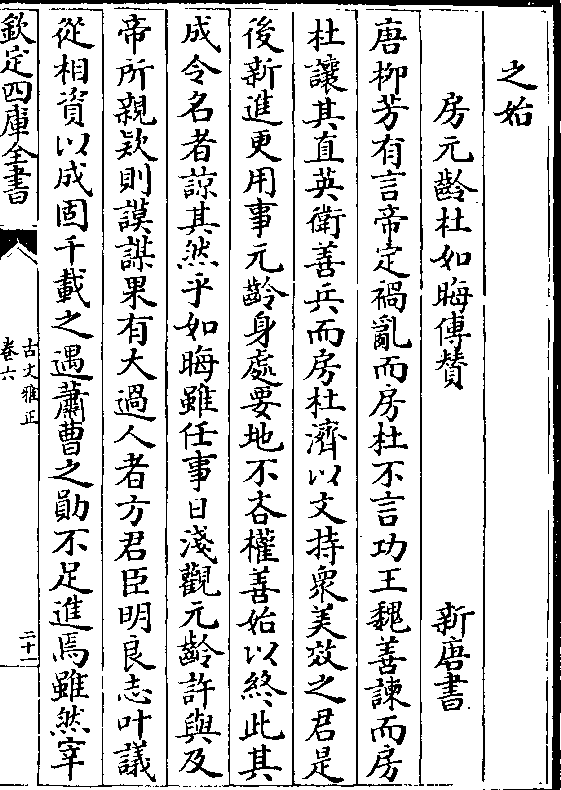 之始
房元齡杜如晦傳贊 新唐書
唐柳芳有言帝定禍亂而房杜不言功王魏善諫而房
杜讓其直英衛善兵而房杜濟以文持衆美效之君是
後新進更用事元齡身處要地不吝權善始以終此其
成令名者諒其然乎如晦雖任事日淺觀元齡許與及
帝所親欵則謨謀果有大過人者方君臣明良志叶議
從相資以成固千載之遇蕭曹之勛不足進焉雖然宰
欽定四庫全書
古文雅正
卷六
二十一